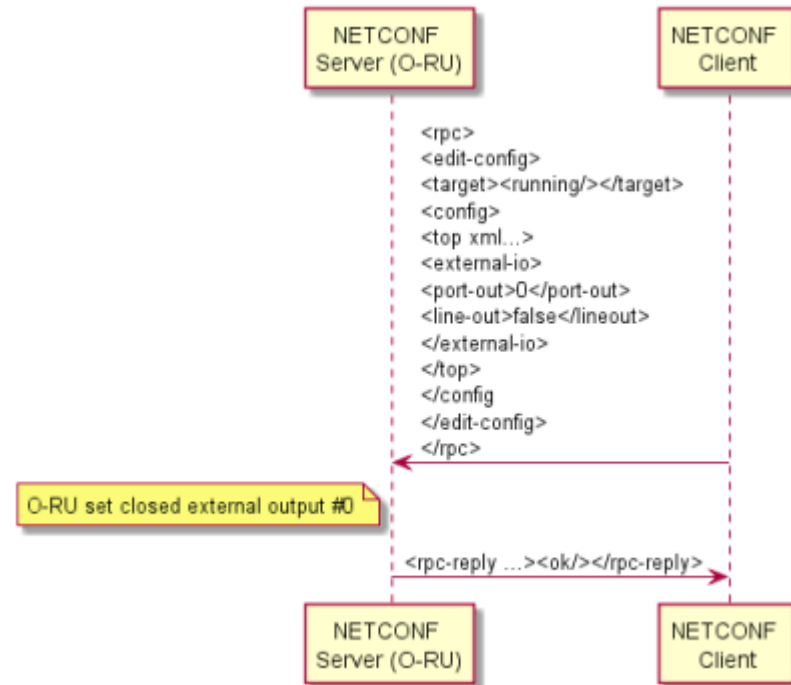 NETCONF
Server (O-RU)
NETCONF
Client
<rpc>
<edit-config>
<target><running/></target>
<config>
<top xml...>
<external-io>
<port-out>0</port-out>
<line-out>false</lineout>
</external-io>
</top>
</config
</edit-config>
</rpc>
O-RU set closed external output #0
<rpc-reply ...><ok/></rpc-reply>
NETCONF
Server (O-RU)
NETCONF
Client